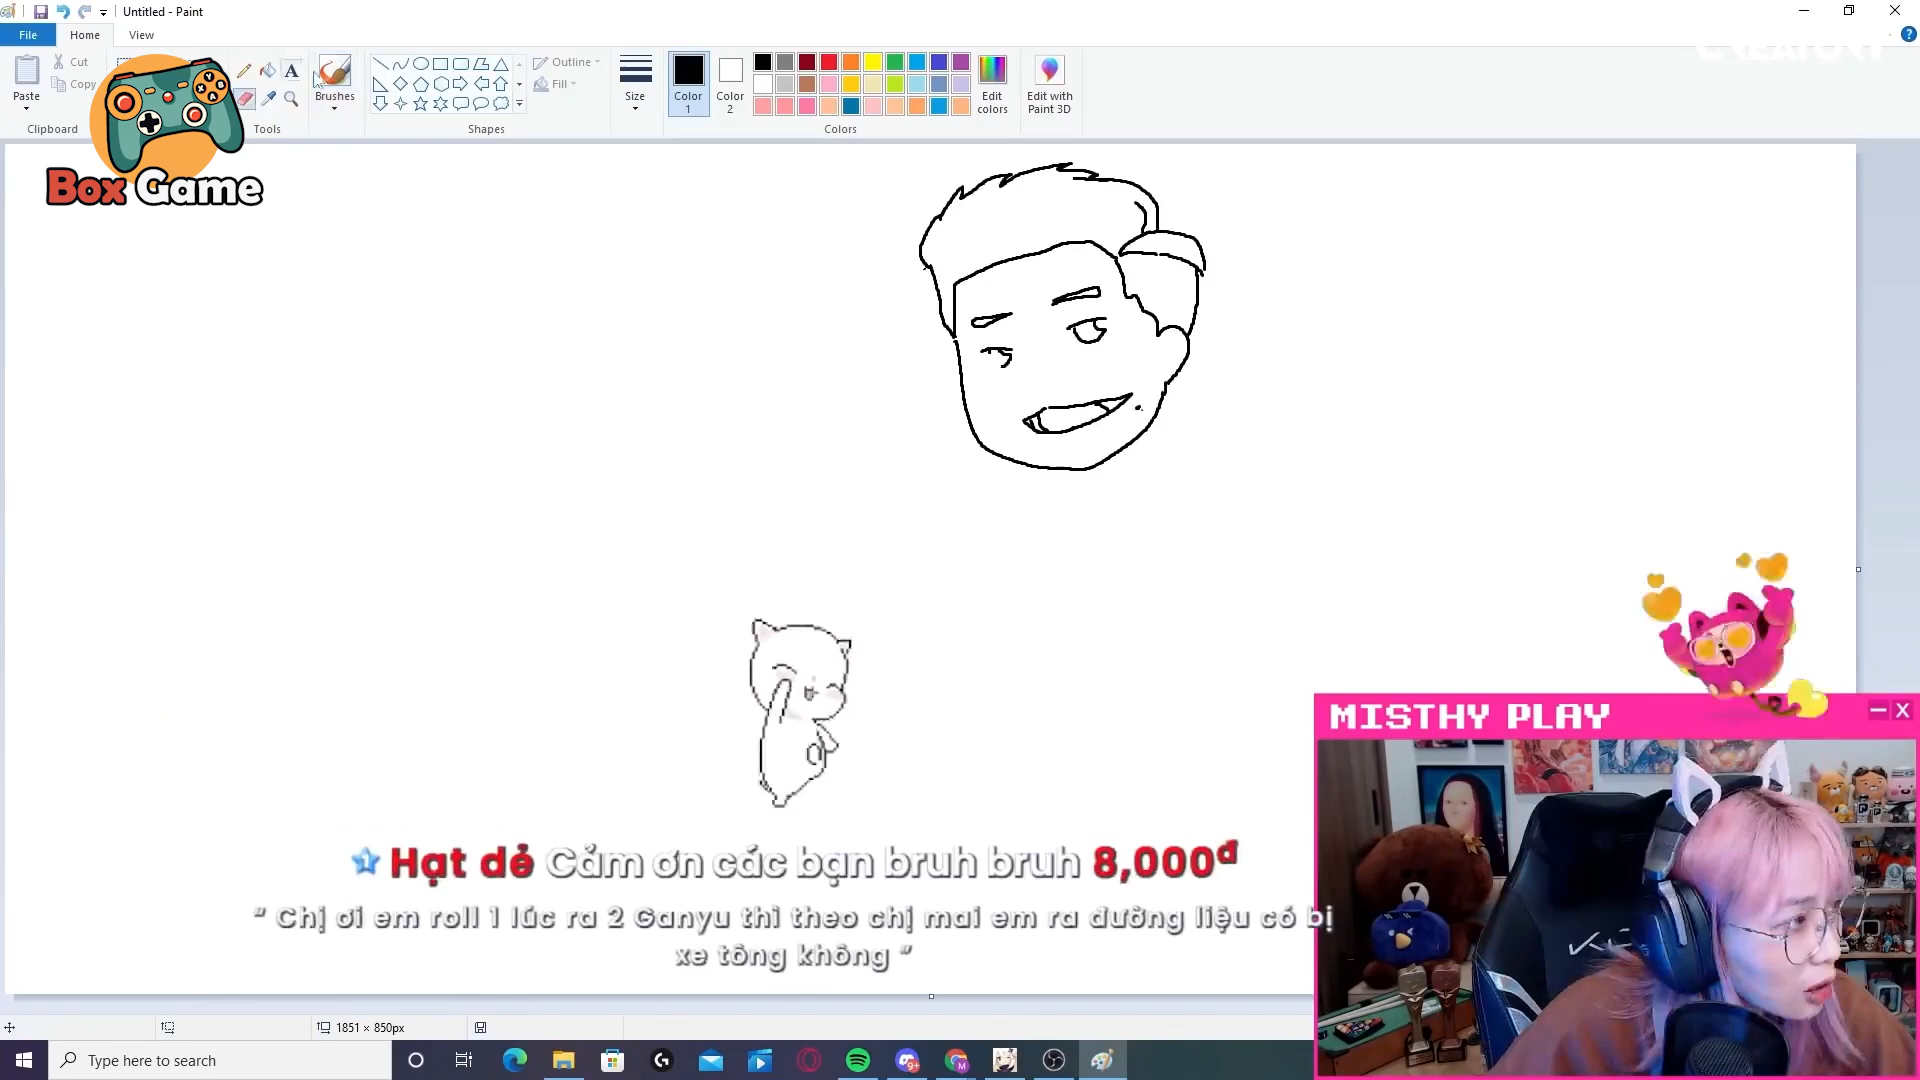 Untitled - Paint
File Home View
Cut
Copy
Paste
Brushes
Outline
Fill
Size
Color 1
Color 2
Edit colors
Edit with Paint 3D
Clipboard Tools Shapes Colors
Box Game
MISTHY PLAY
Hạt dẻ Cảm ơn các bạn bruh bruh 8,000đ
" Chị ơi em roll 1 lúc ra 2 Ganyu thì theo chị mai em ra đường liệu có bị
xe tông không "
1851 × 850px
Type here to search